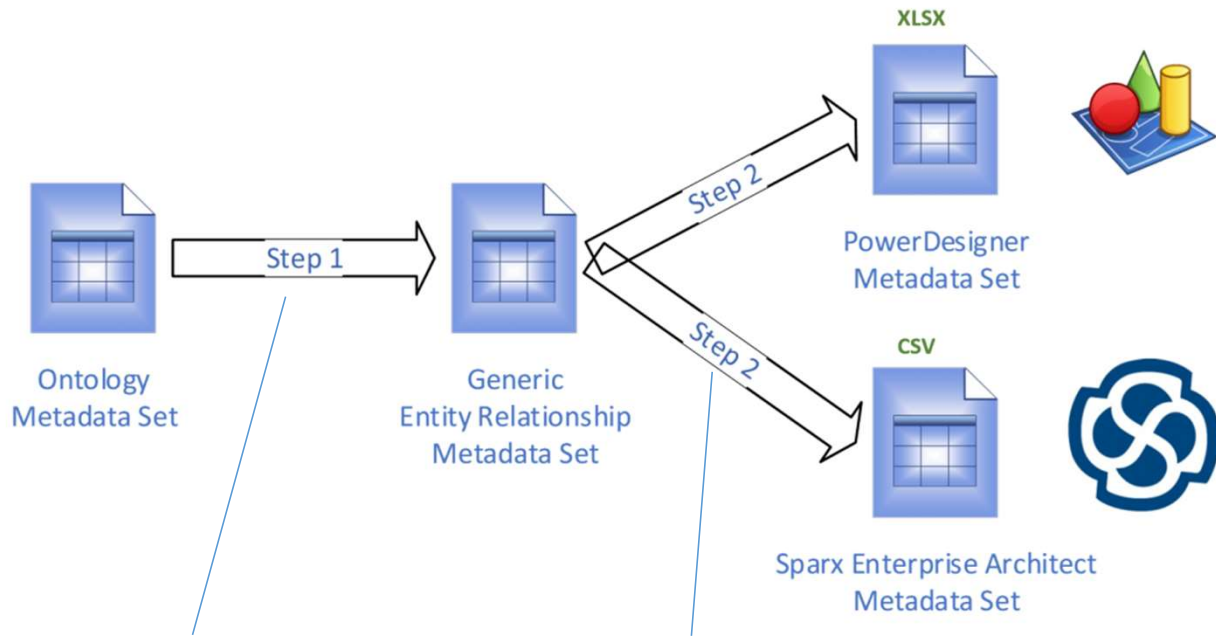 XLSX
Step 2
PowerDesigner
Metadata Set
Step 1
Ontology
Metadata Set
Generic
Entity Relationship
Metadata Set
Step 2
CSV
Sparx Enterprise Architect
Metadata Set